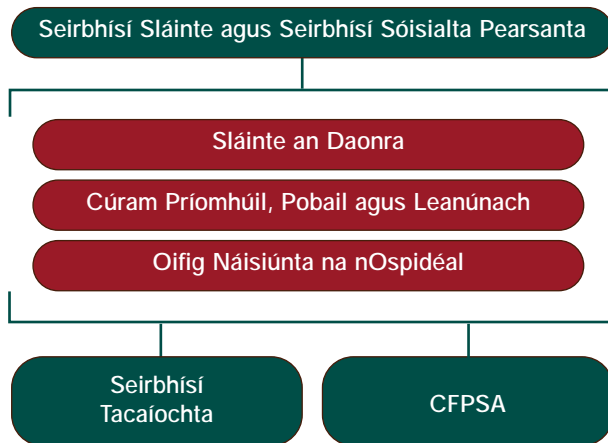 Seirbhísí Sláinte agus Seirbhísí Sóisialta Pearsanta
Sláinte an Daonra
Cúram Príomhúil, Pobail agus Leanúnach
Oifig Náisiúnta na nOspidéal
Seirbhísí
Tacaíochta
CFPSA